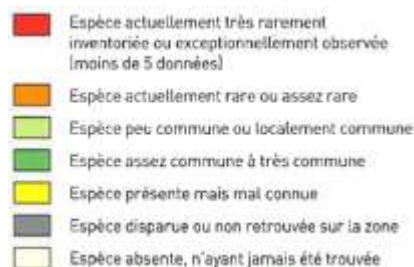 Espèce actuellement très rarement
inventoriée ou exceptionnellement observée
(moins de 5 données)
Espèce actuellement rare ou assez rare
Espèce peu commune ou localement commune
Espèce assez commune à très commune
Espèce présente mais mal connue
Espèce disparue ou non retrouvée sur la zone
Espèce absente, n'ayant jamais été trouvée